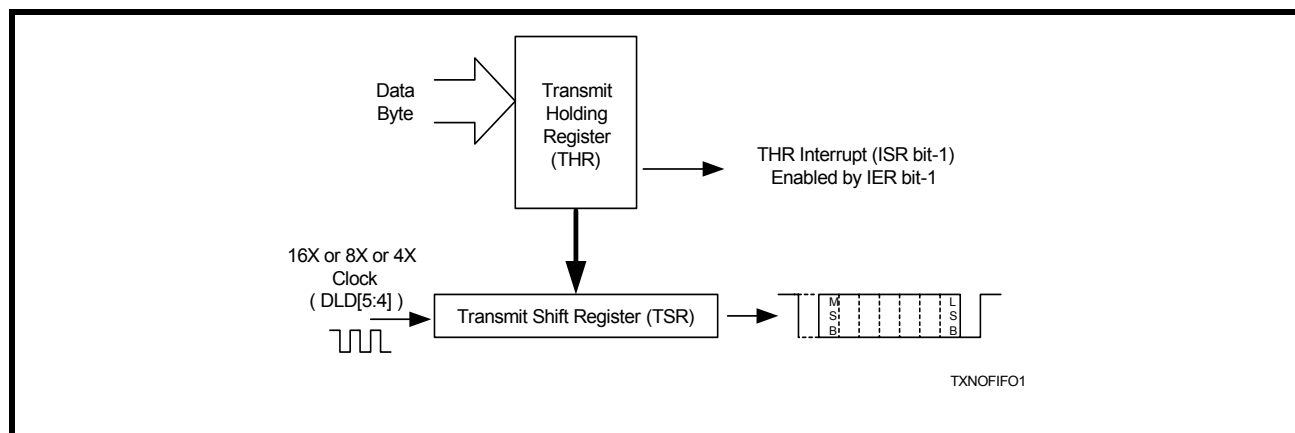 Data
Byte
Transmit
Holding
Register
(THR)
THR Interrupt (ISR bit-1)
Enabled by IER bit-1
16X or 8X or 4X
Clock
( DLD[5:4] )
Transmit Shift Register (TSR)
M
S
B
L
S
B
TXNOFIFO1